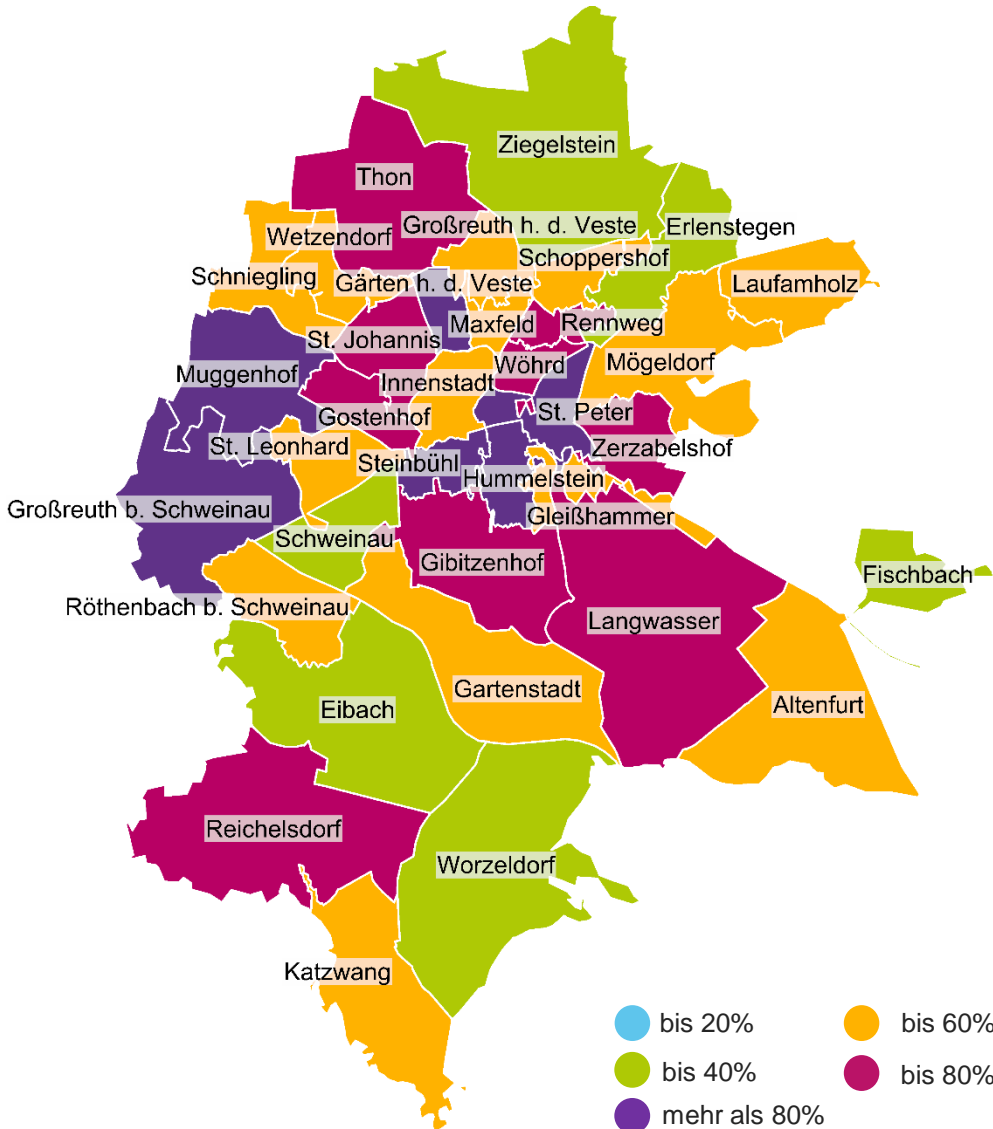 Ziegelstein
Thon
Großreuth h. d. Veste
Erlenstegen
Wetzendorf
Schoppershof
Schniegling
Gärten h. d. Veste
Laufamholz
Maxfeld
Rennweg
St. Johannis
Wöhrd
Mögeldorf
Muggenhof
Innenstadt
Gostenhof
St. Peter
St. Leonhard
Zerzabelshof
Steinbühl
Hummelstein
Großreuth b. Schweinau
Gleißhammer
Schweinau
Gibitzenhof
Fischbach
Röthenbach b. Schweinau
Langwasser
Gartenstadt
Altenfurt
Eibach
Reichelsdorf
Worzeldorf
Katzwang
bis 20%
bis 60%
bis 40%
bis 80%
mehr als 80%